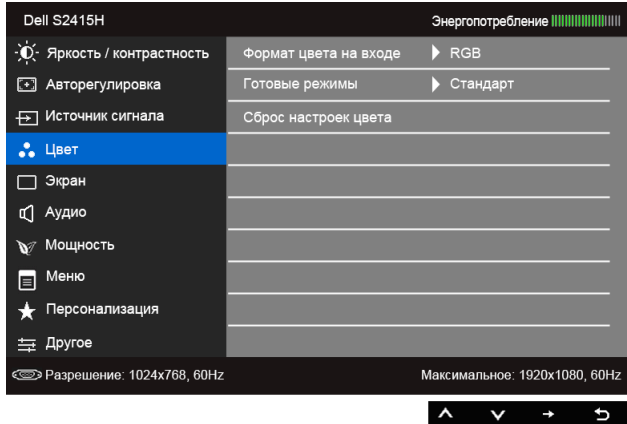 Dell S2415H Энергопотребление
Яркость / контрастность Формат цвета на входе RGB
Авторегулировка Готовые режимы Стандарт
Источник сигнала Сброс настроек цвета
Цвет
Экран
Аудио
Мощность
Меню
Персонализация
Другое
Разрешение: 1024x768, 60Hz Максимальное: 1920x1080, 60Hz